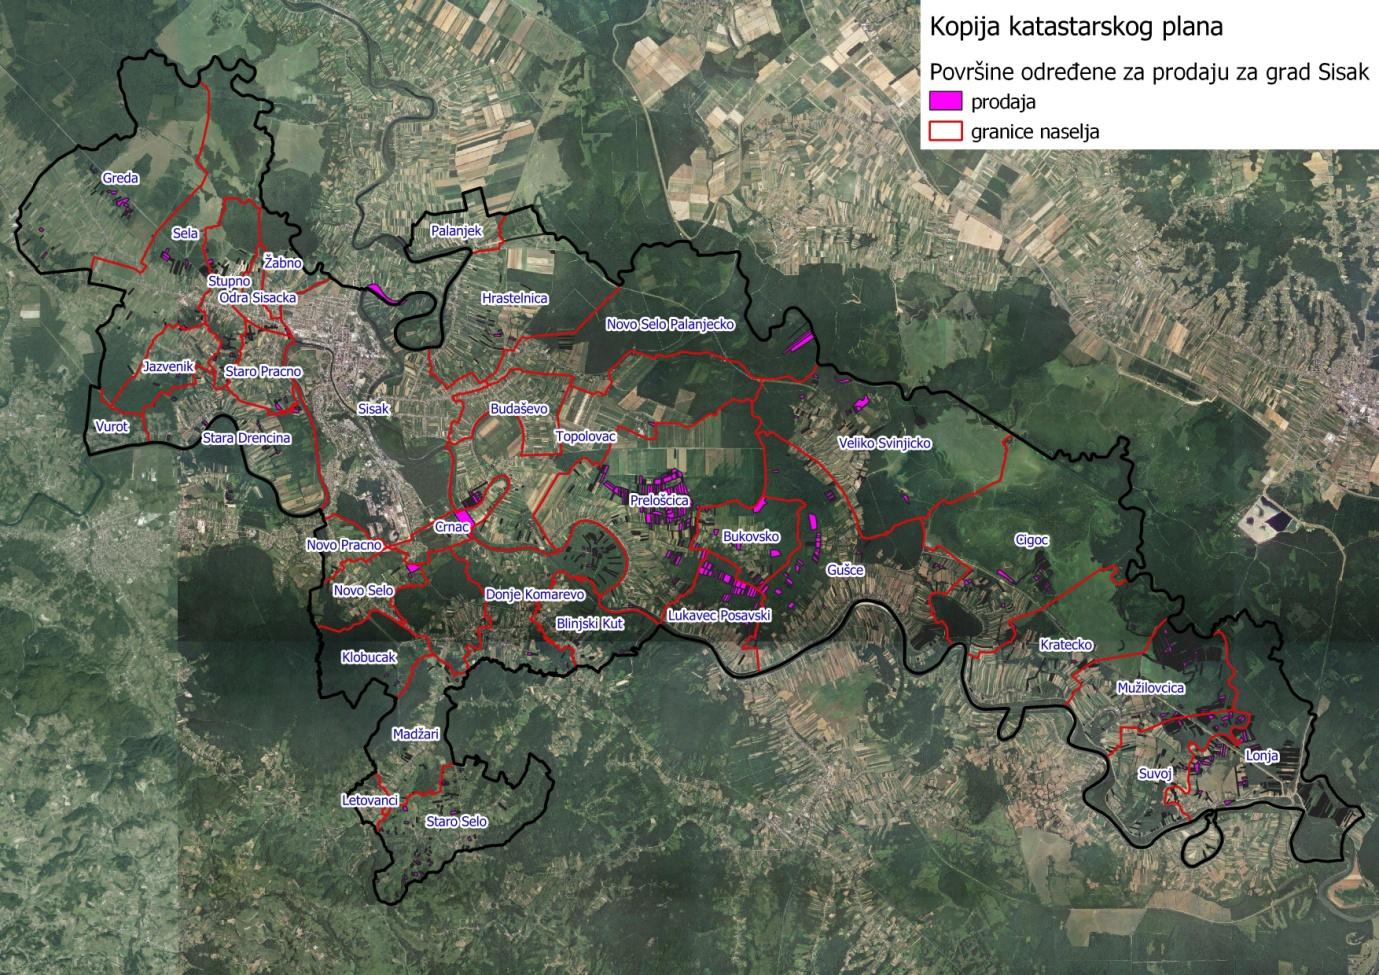 Kopija katastarskog plana
Površine određene za prodaju za grad Sisak
prodaja
granice naselja
Greda
Palanjek
Sela
Žabno
Stupno
Odra Sisacka
Hrastelnica
Novo Selo Palanjecko
Jazvenik
Staro Pracno
Sisak
Budaševo
Vurot
Stara Drencina
Topolovac
Veliko Svinjicko
Prelošcica
Crnac
Bukovsko
Novo Pracno
Cigoc
Gušce
Novo Selo
Donje Komarevo
Lukavec Posavski
Blinjski Kut
Kratecko
Klobucak
Mužilovcica
Madžari
Lonja
Suvoj
Letovanci
Staro Selo